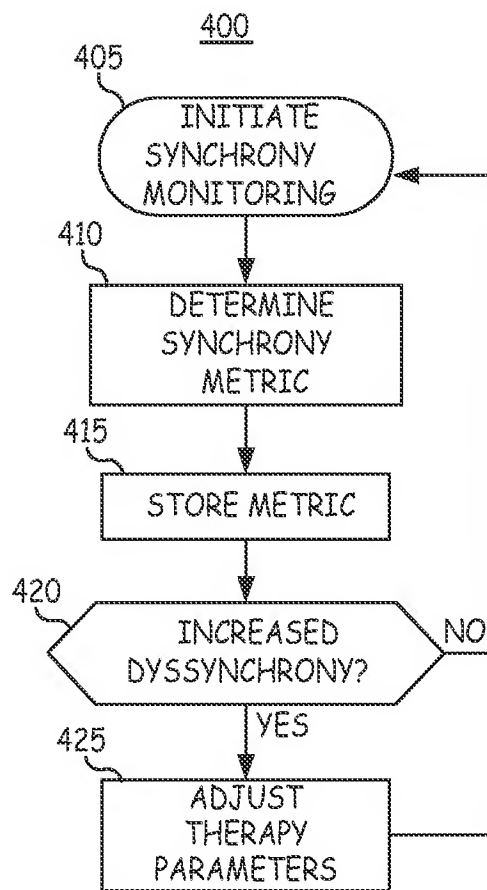 400
405
INITIATE
SYNCHRONY
MONITORING
410
DETERMINE
SYNCHRONY
METRIC
415
STORE METRIC
420
INCREASED
DYSSYNCHRONY?
NO
YES
425
ADJUST
THERAPY
PARAMETERS